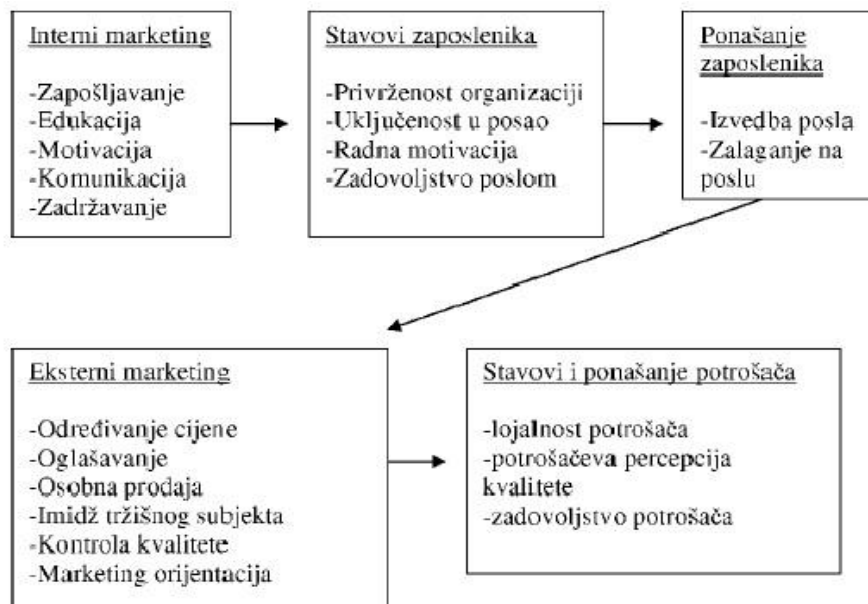 Interni marketing
-Zapošljavanje
-Edukacija
-Motivacija
-Komunikacija
-Zadržavanje
Stavovi zaposlenika
-Privrženost organizaciji
-Uključenost u posao
-Radna motivacija
-Zadovoljstvo poslom
Ponašanje
zaposlenika
-Izvedba posla
-Zalaganje na
poslu
Eksterni marketing
-Određivanje cijene
-Oglašavanje
-Osobna prodaja
-Imidž tržišnog subjekta
-Kontrola kvalitete
-Marketing orijentacija
Stavovi i ponašanje potrošača
-lojalnost potrošača
-potrošačeva percepcija
kvalitete
-zadovoljstvo potrošača